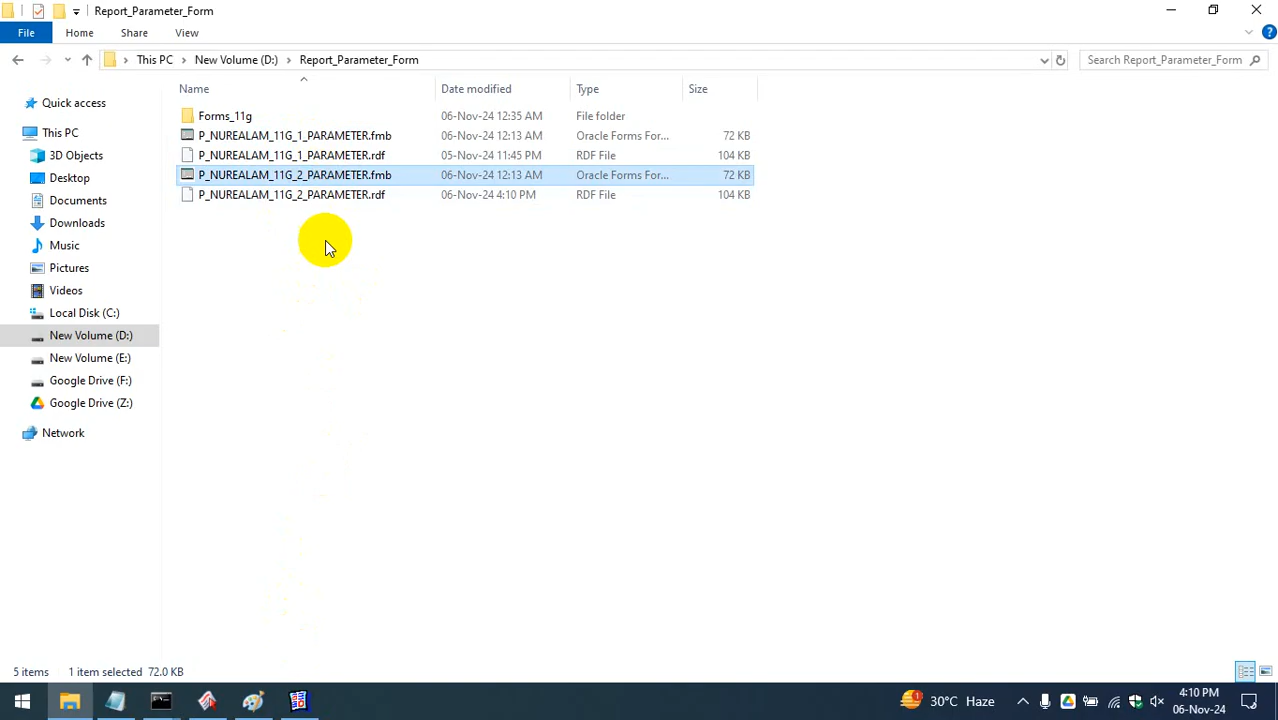 Report_Parameter_Form
File Home Share View
This PC New Volume (D:) Report_Parameter_Form Search Report_Parameter_Form
Name Date modified Type Size
Quick access
This PC
3D Objects
Desktop
Documents
Downloads
Music
Pictures
Videos
Local Disk (C:)
New Volume (D:)
New Volume (E:)
Google Drive (F:)
Google Drive (Z:)
Network
Forms_11g 06-Nov-24 12:35 AM File folder
P_NUREALAM_11G_1_PARAMETER.fmb 06-Nov-24 12:13 AM Oracle Forms For... 72 KB
P_NUREALAM_11G_1_PARAMETER.rdf 05-Nov-24 11:45 PM RDF File 104 KB
P_NUREALAM_11G_2_PARAMETER.fmb 06-Nov-24 12:13 AM Oracle Forms For... 72 KB
P_NUREALAM_11G_2_PARAMETER.rdf 06-Nov-24 4:10 PM RDF File 104 KB
5 items 1 item selected 72.0 KB
1 30°C Haze 4:10 PM
06-Nov-24